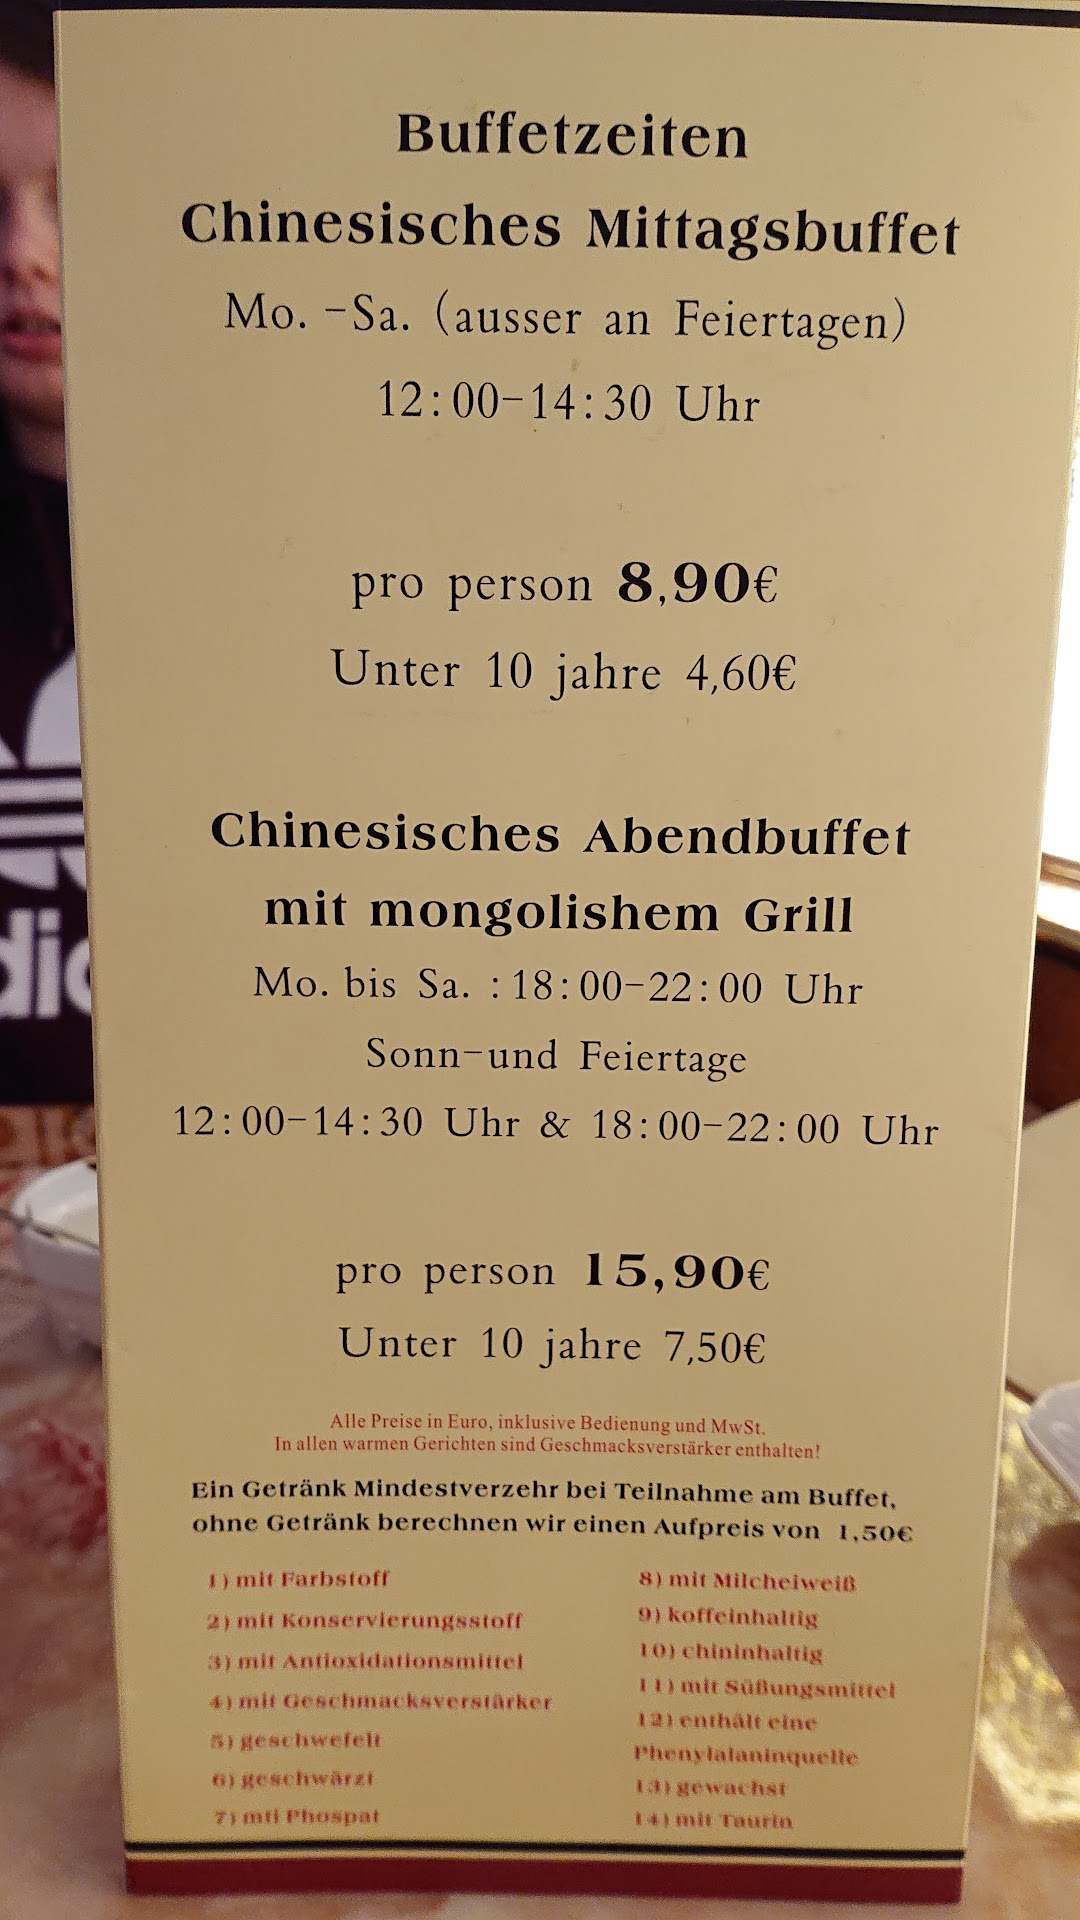 Buffetzeiten
Chinesisches Mittagsbuffet
Mo. -Sa. (ausser an Feiertagen)
12:00-14:30 Uhr
pro person 8,90€
Unter 10 jahre 4,60€
Chinesisches Abendbuffet
mit mongolishem Grill
Mo. bis Sa. :18:00-22:00 Uhr
Sonn-und Feiertage
12:00-14:30 Uhr & 18:00-22:00 Uhr
pro person 15,90€
Unter 10 jahre 7,50€
Alle Preise in Euro, inklusive Bedienung und MwSt.
In allen warmen Gerichten sind Geschmacksverstärker enthalten!
Ein Getränk Mindestverzehr bei Teilnahme am Buffet,
ohne Getränk berechnen wir einen Aufpreis von 1,50€
1) mit Farbstoff
2) mit Konservierungsstoff
3) mit Antioxidationsmittel
4) mit Geschmacksverstärker
5) geschwefelt
6) geschwärzt
7) mti Phospat
8) mit Milcheiweiß
9) koffeinhaltig
10) chininhaltig
11) mit Süßungsmittel
12) enthält eine
Phenylalaninquelle
13) gewachst
14) mit Taurin